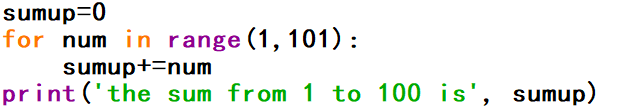 sumup=0
for num in range(1,101):
    sumup+=num
print('the sum from 1 to 100 is', sumup)